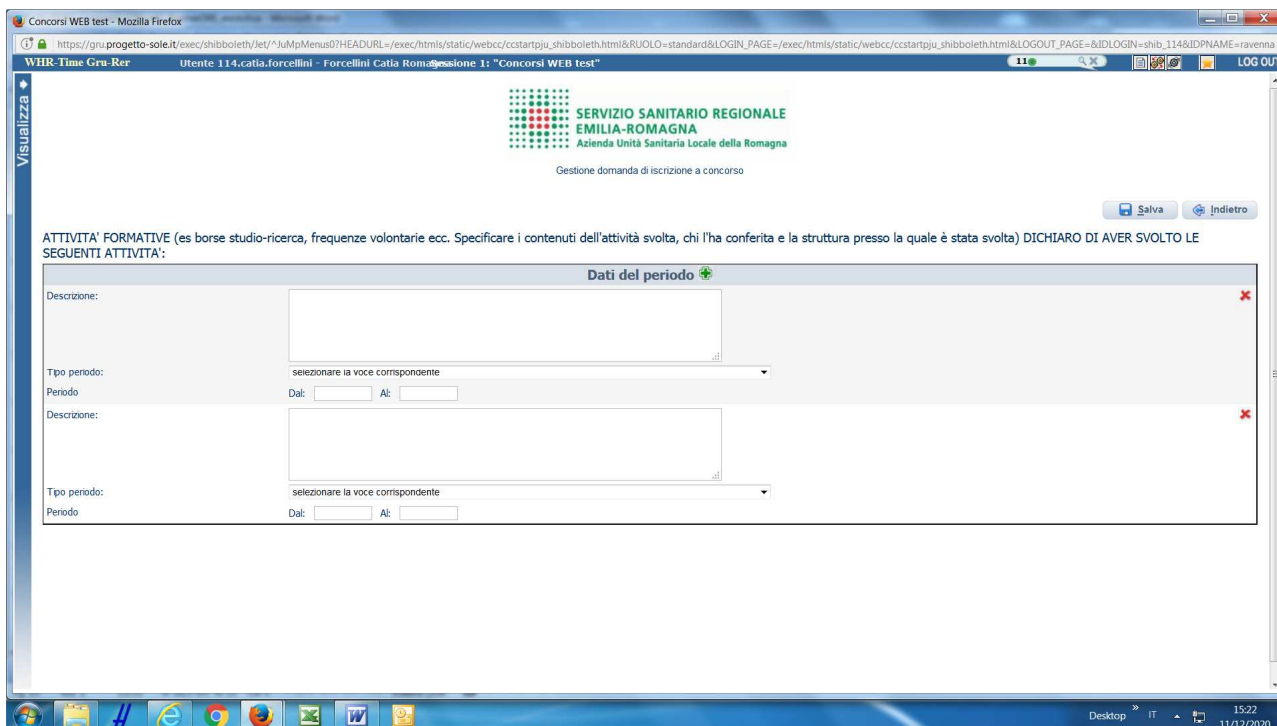 Concorsi WEB test - Mozilla Firefox
https://gru.progetto-sole.it/exec/shibboleth/Jet/^JuMpMenus0?HEADURL=/exec/htmls/static/webcc/ccstartpju_shibboleth.html&RUOLO=standard&LOGIN_PAGE=/exec/htmls/static/webcc/ccstartpju_shibboleth.html&LOGOUT_PAGE=&IDLOGIN=shib_114&IDPNAME=ravenna
WHR-Time Gru-Rer Utente 114.catia.forcellini - Forcellini Catia Sessione 1: "Concorsi WEB test" 11 LOG OUT
Visualizza
SERVIZIO SANITARIO REGIONALE
EMILIA-ROMAGNA
Azienda Unità Sanitaria Locale della Romagna
Gestione domanda di iscrizione a concorso
Salva Indietro
ATTIVITA' FORMATIVE (es borse studio-ricerca, frequenze volontarie ecc. Specificare i contenuti dell'attività svolta, chi l'ha conferita e la struttura presso la quale è stata svolta) DICHIARO DI AVER SVOLTO LE
SEGUENTI ATTIVITA':
Dati del periodo
Descrizione:
Tipo periodo: selezionare la voce corrispondente
Periodo Dal: Al:
Descrizione:
Tipo periodo: selezionare la voce corrispondente
Periodo Dal: Al:
Desktop » IT 15:22
11/12/2020